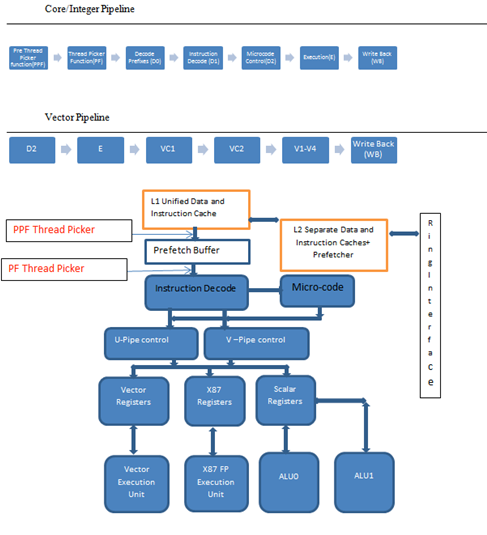 Core/Integer Pipeline
Pre Thread
Picker
function(PPF)
Thread Picker
Function(PF)
Decode
Prefixes (D0)
Instruction
Decode (D1)
Microcode
Control(D2)
Execution(E)
Write Back
(WB)
Vector Pipeline
D2
E
VC1
VC2
V1-V4
Write Back
(WB)
L1 Unified Data and
Instruction Cache
PPF Thread Picker
L2 Separate Data and
Instruction Caches+
Prefetcher
Prefetch Buffer
PF Thread Picker
Instruction Decode
Micro-code
U-Pipe control
V –Pipe control
Vector
Registers
X87
Registers
Scalar
Registers
Vector
Execution
Unit
X87 FP
Execution
Unit
ALU0
ALU1
R
i
n
g
I
n
t
e
r
f
a
c
e